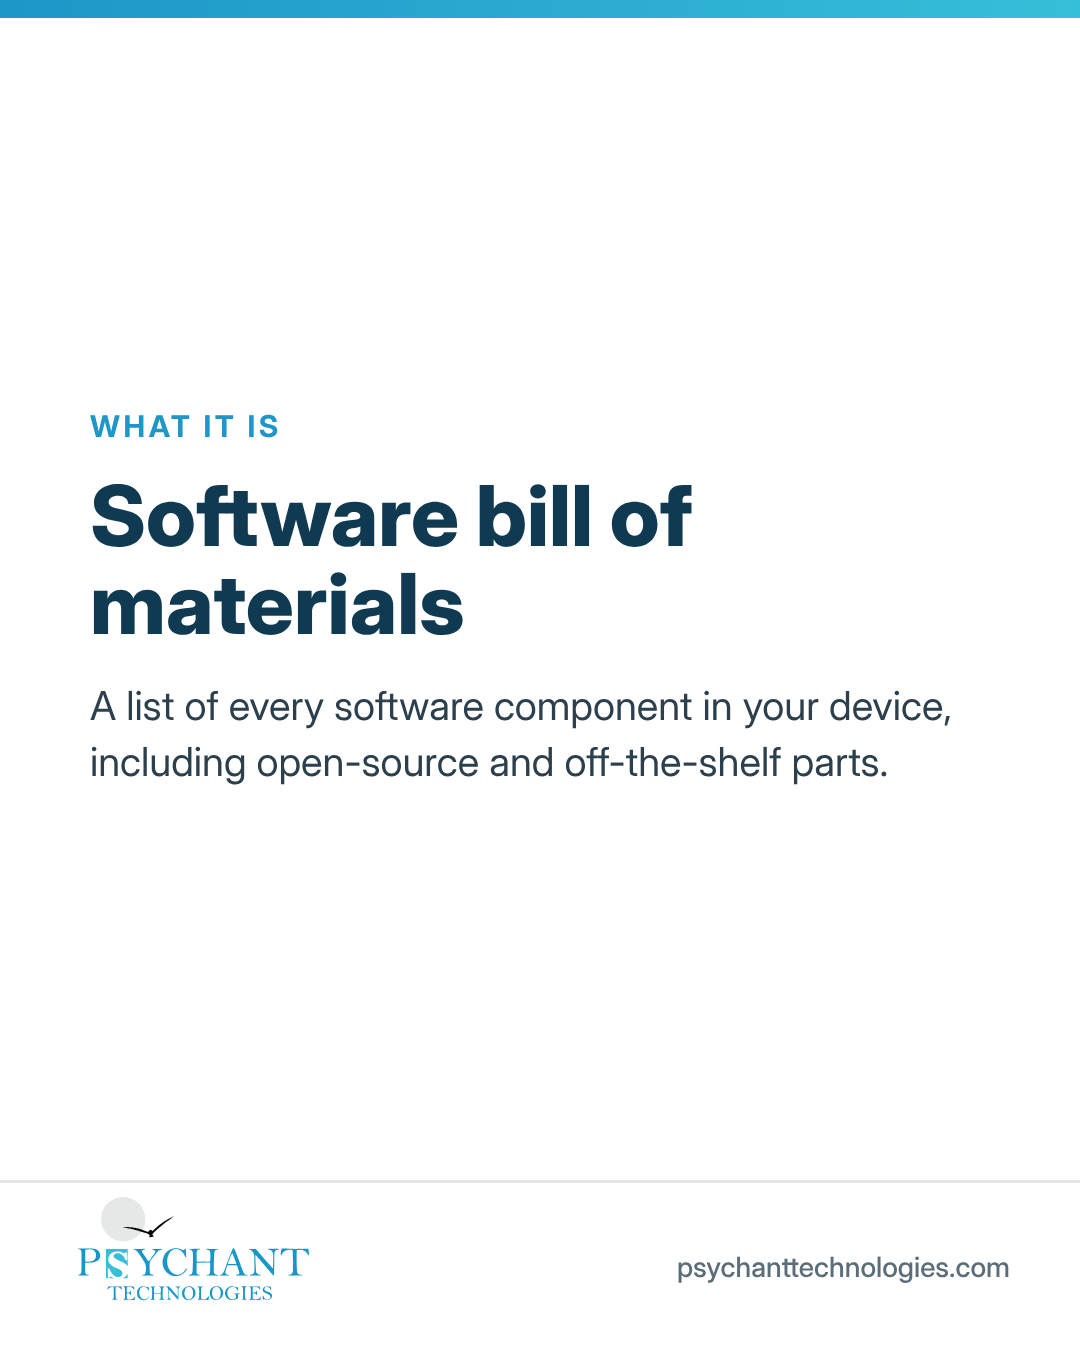 WHAT IT IS
Software bill of
materials
A list of every software component in your device,
including open-source and off-the-shelf parts.
PSYCHANT
TECHNOLOGIES
psychanttechnologies.com